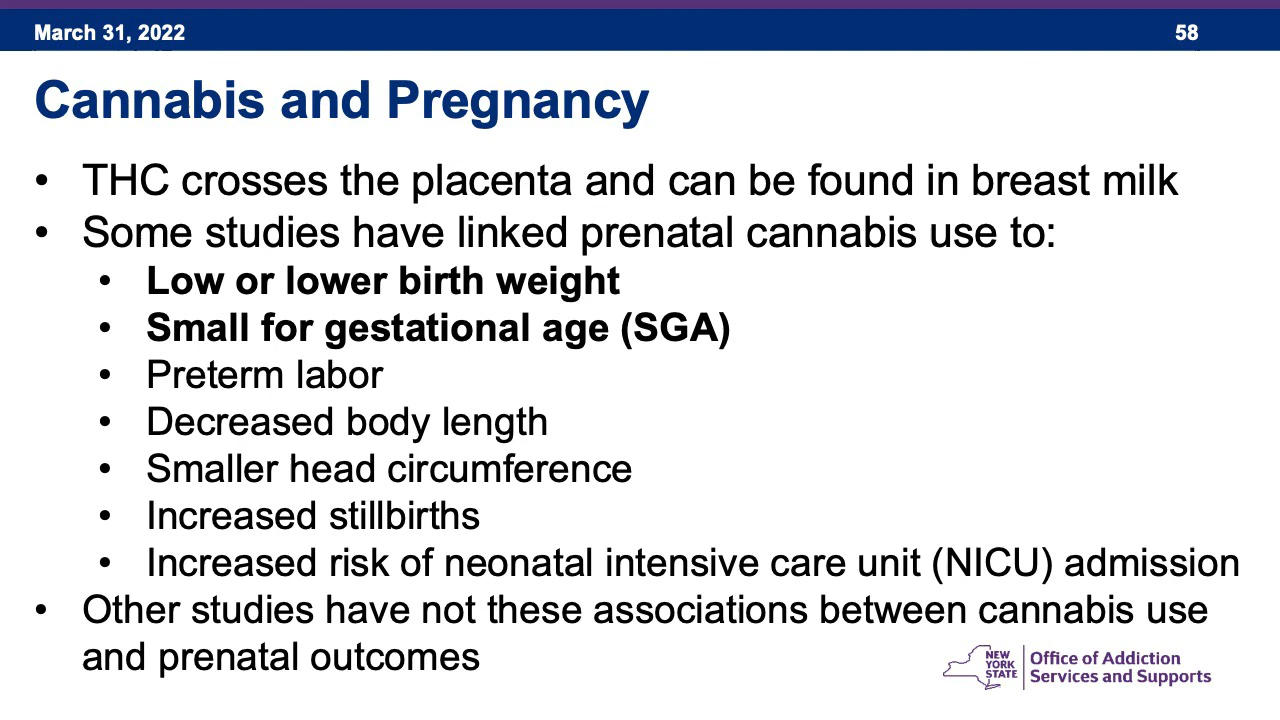 March 31, 2022
58
Cannabis and Pregnancy
• THC crosses the placenta and can be found in breast milk
• Some studies have linked prenatal cannabis use to:
• Low or lower birth weight
• Small for gestational age (SGA)
• Preterm labor
• Decreased body length
• Smaller head circumference
• Increased stillbirths
• Increased risk of neonatal intensive care unit (NICU) admission
• Other studies have not these associations between cannabis use
and prenatal outcomes
NEW
YORK
STATE
Office of Addiction
Services and Supports